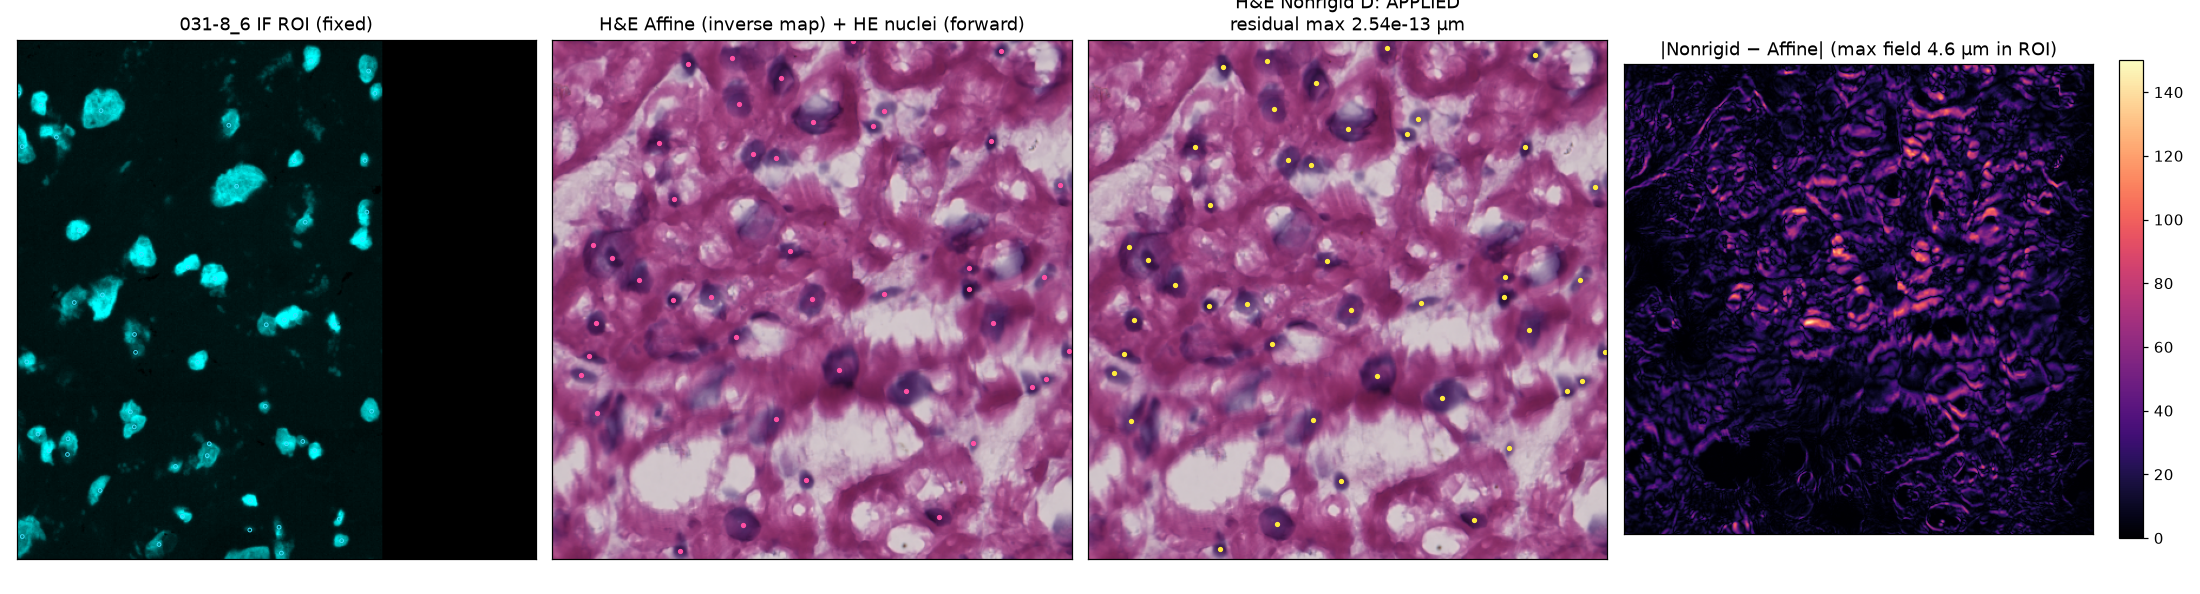 031-8_6 IF ROI (fixed)
H&E Affine (inverse map) + HE nuclei (forward)
H&E Nonrigid D: APPLIED
residual max 2.54e-13 µm
|Nonrigid − Affine| (max field 4.6 µm in ROI)
140
120
100
80
60
40
20
0